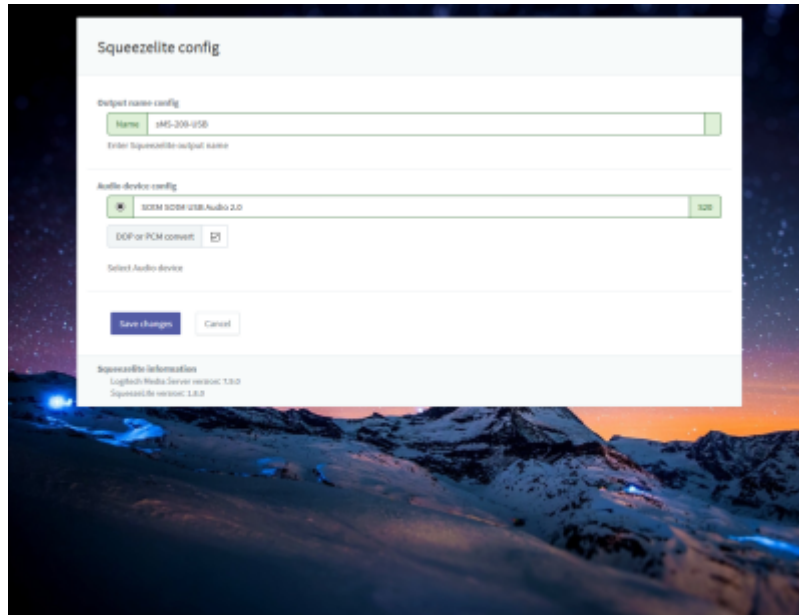 Squeezelite config
Output name config
Name sMS-200-USB
Enter Squeezelite output name
Audio device config
USB Audio 2.0
DOP or PCM convert
Select Audio device
Save changes Cancel
Squeezelite information
Logitech Media Server version: 7.9.0
Squeezelite version: 1.8.0